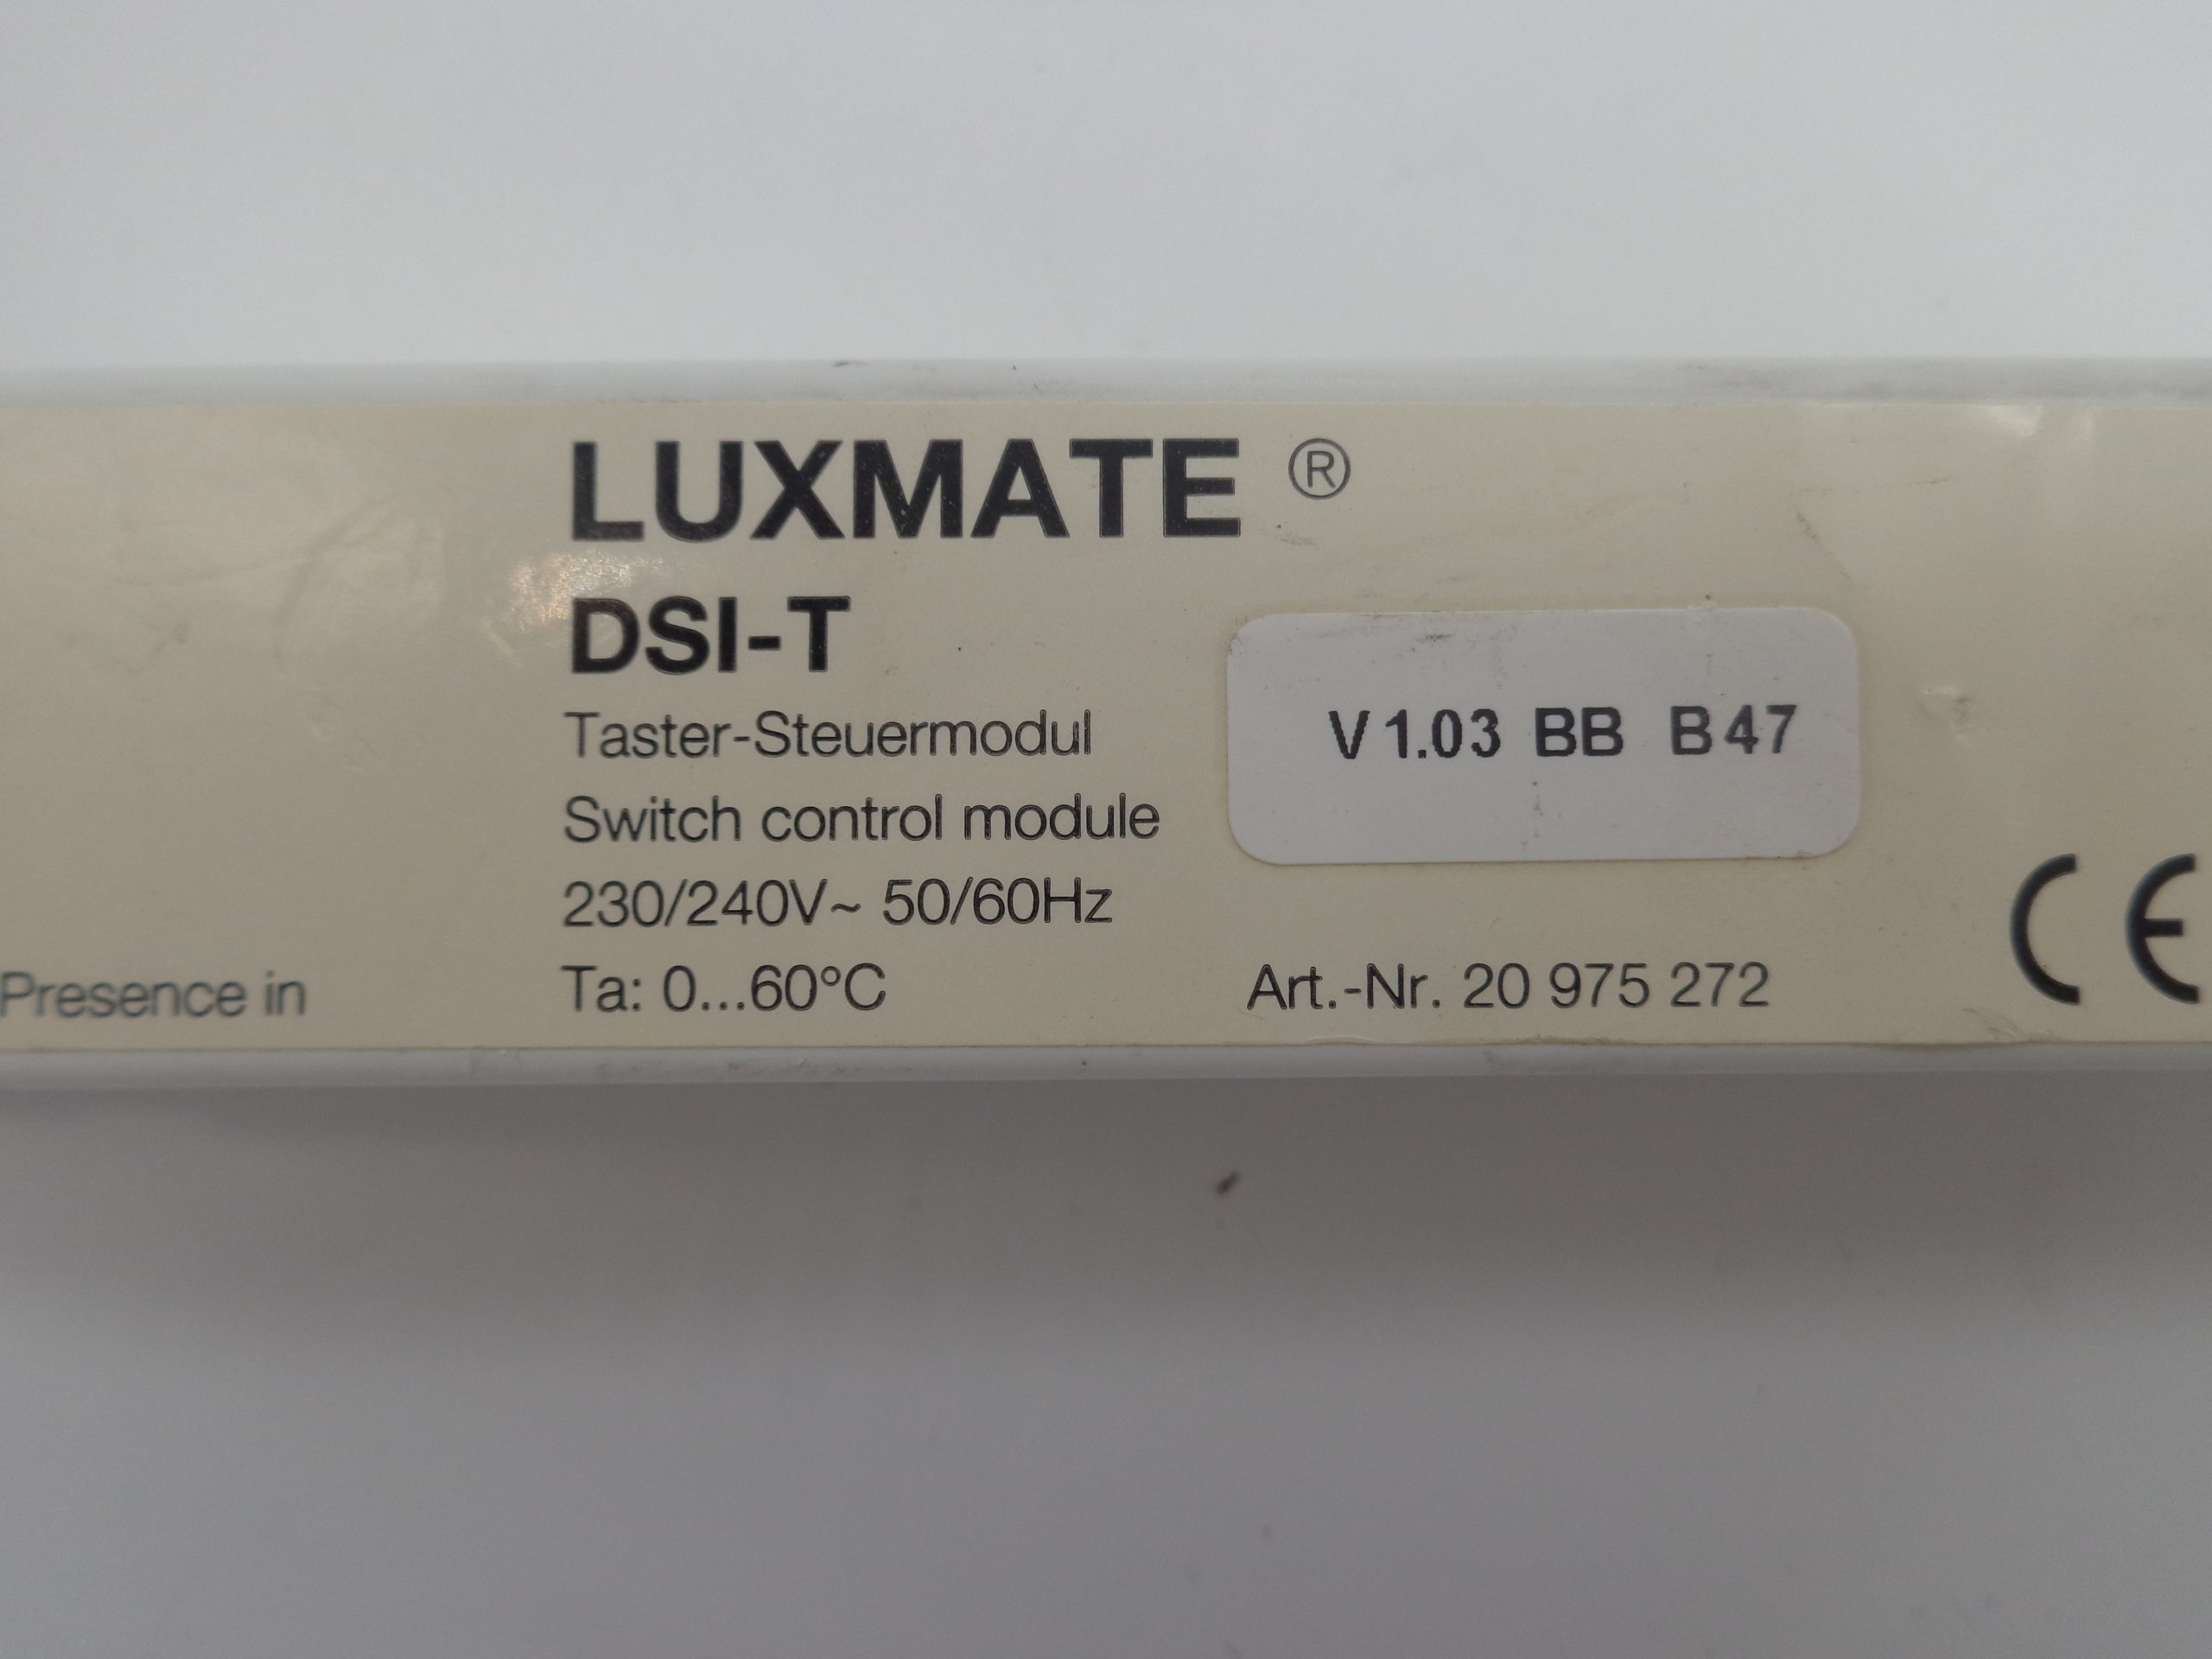 LUXMATE ®
DSI-T
Taster-Steuermodul
Switch control module
230/240V~ 50/60Hz
Ta: 0...60°C
V 1.03 BB B47
Art.-Nr. 20 975 272
CE
Presence in